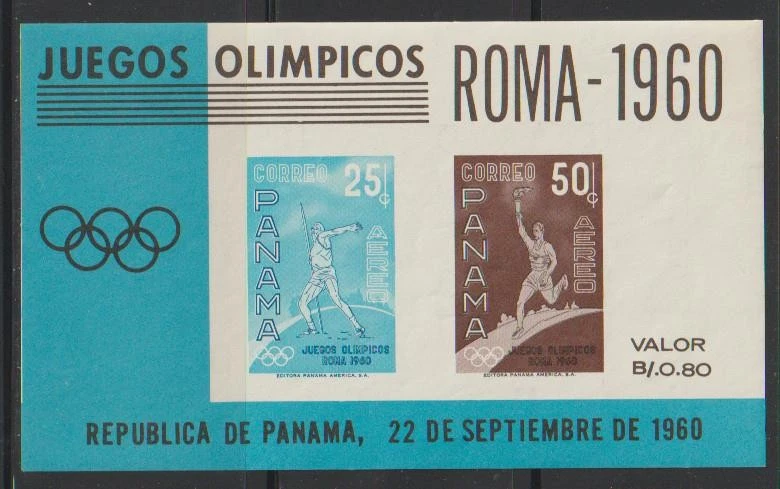 JUEGOS OLIMPICOS
ROMA-1960
CORREO 25¢
PANAMA
AEREO
JUEGOS OLIMPICOS
ROMA 1960
EDITORA PANAMA AMERICA, S.A.
CORREO 50¢
PANAMA
AEREO
JUEGOS OLIMPICOS
ROMA 1960
EDITORA PANAMA AMERICA, S.A.
VALOR
B/.0.80
REPUBLICA DE PANAMA, 22 DE SEPTIEMBRE DE 1960